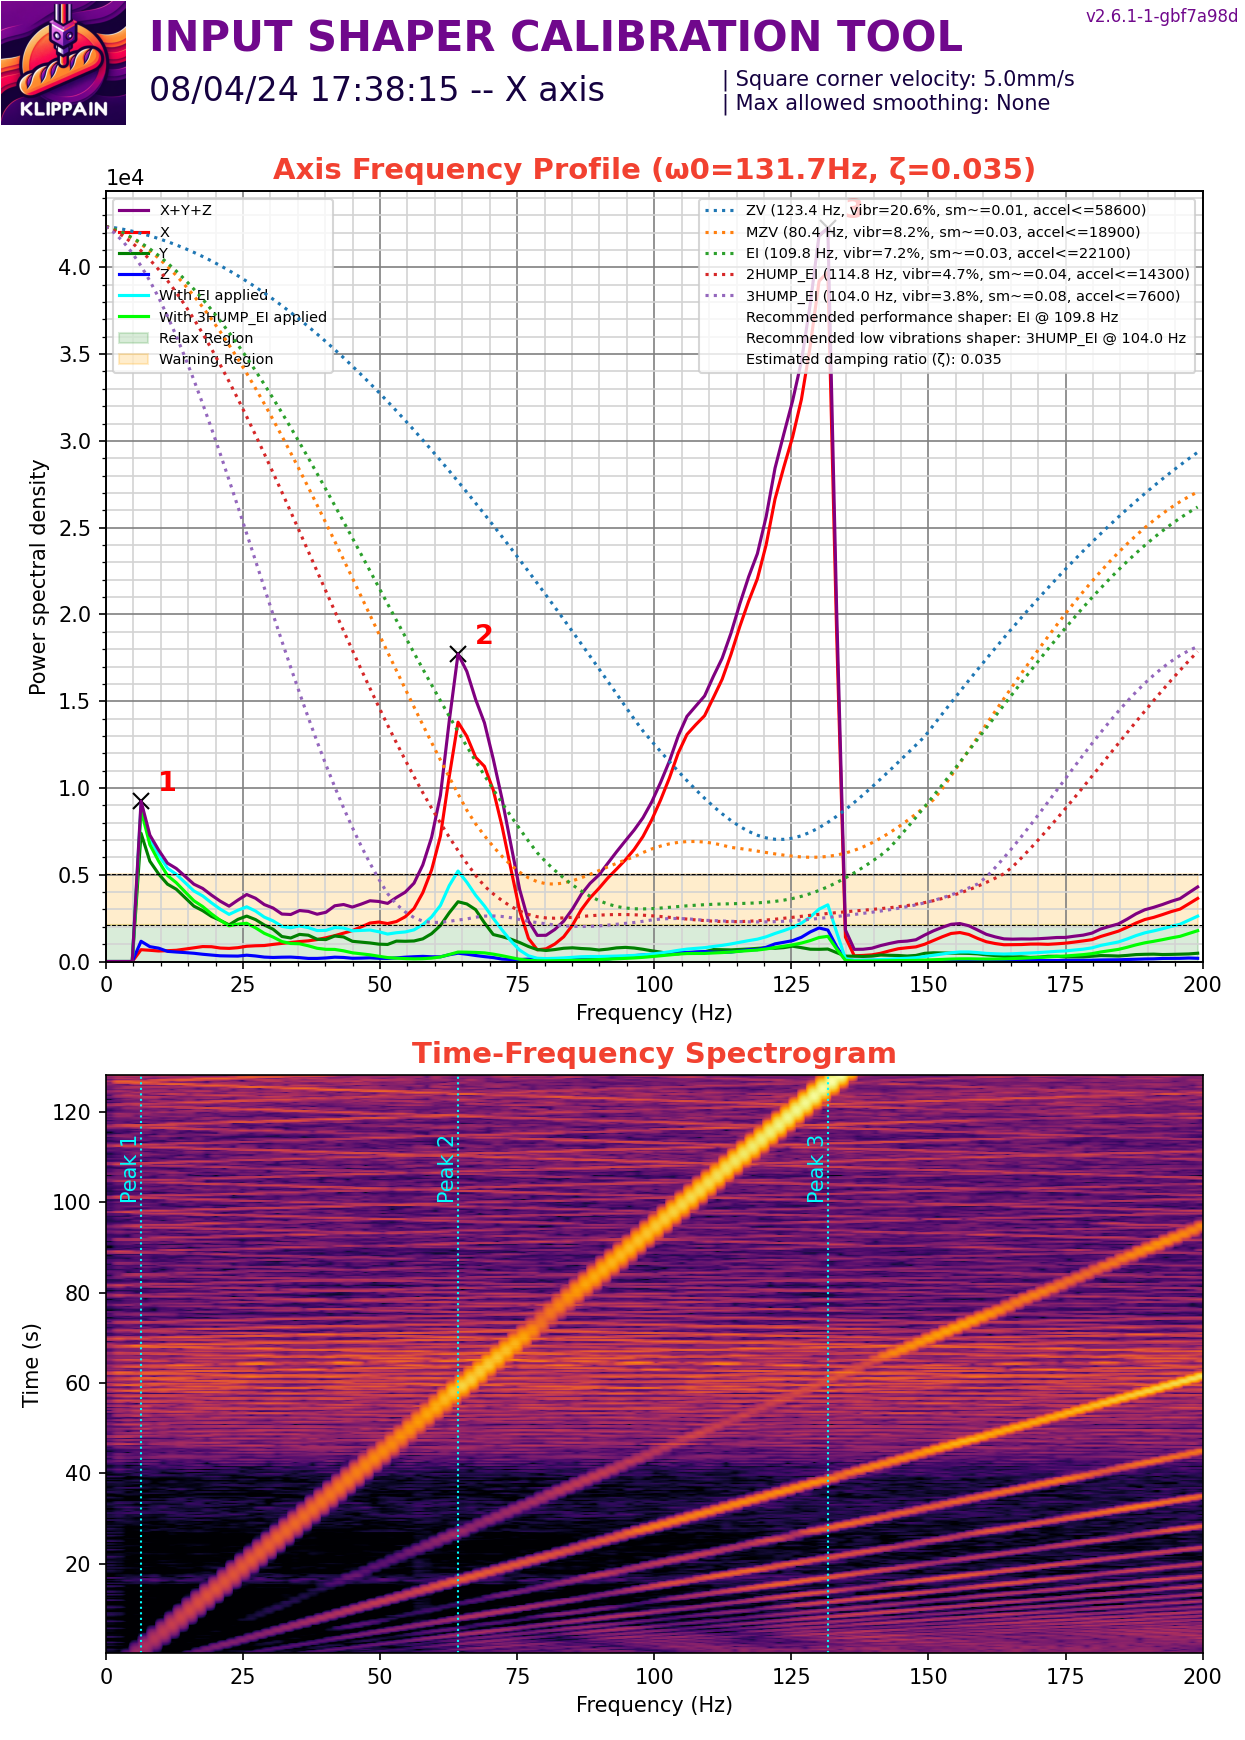 v2.6.1-1-gbf7a98d
INPUT SHAPER CALIBRATION TOOL
08/04/24 17:38:15 -- X axis
| Square corner velocity: 5.0mm/s
| Max allowed smoothing: None
KLIPPAIN
Axis Frequency Profile (ω0=131.7Hz, ζ=0.035)
1e4
X+Y+Z
X
Y
Z
With EI applied
With 3HUMP_EI applied
Relax Region
Warning Region
ZV (123.4 Hz, vibr=20.6%, sm~=0.01, accel<=58600)
MZV (80.4 Hz, vibr=8.2%, sm~=0.03, accel<=18900)
EI (109.8 Hz, vibr=7.2%, sm~=0.03, accel<=22100)
2HUMP_EI (114.8 Hz, vibr=4.7%, sm~=0.04, accel<=14300)
3HUMP_EI (104.0 Hz, vibr=3.8%, sm~=0.08, accel<=7600)
Recommended performance shaper: EI @ 109.8 Hz
Recommended low vibrations shaper: 3HUMP_EI @ 104.0 Hz
Estimated damping ratio (ζ): 0.035
3
2
1
Power spectral density
4.0
3.5
3.0
2.5
2.0
1.5
1.0
0.5
0.0
0 25 50 75 100 125 150 175 200
Frequency (Hz)
Time-Frequency Spectrogram
Peak 1
Peak 2
Peak 3
Time (s)
120
100
80
60
40
20
0 25 50 75 100 125 150 175 200
Frequency (Hz)